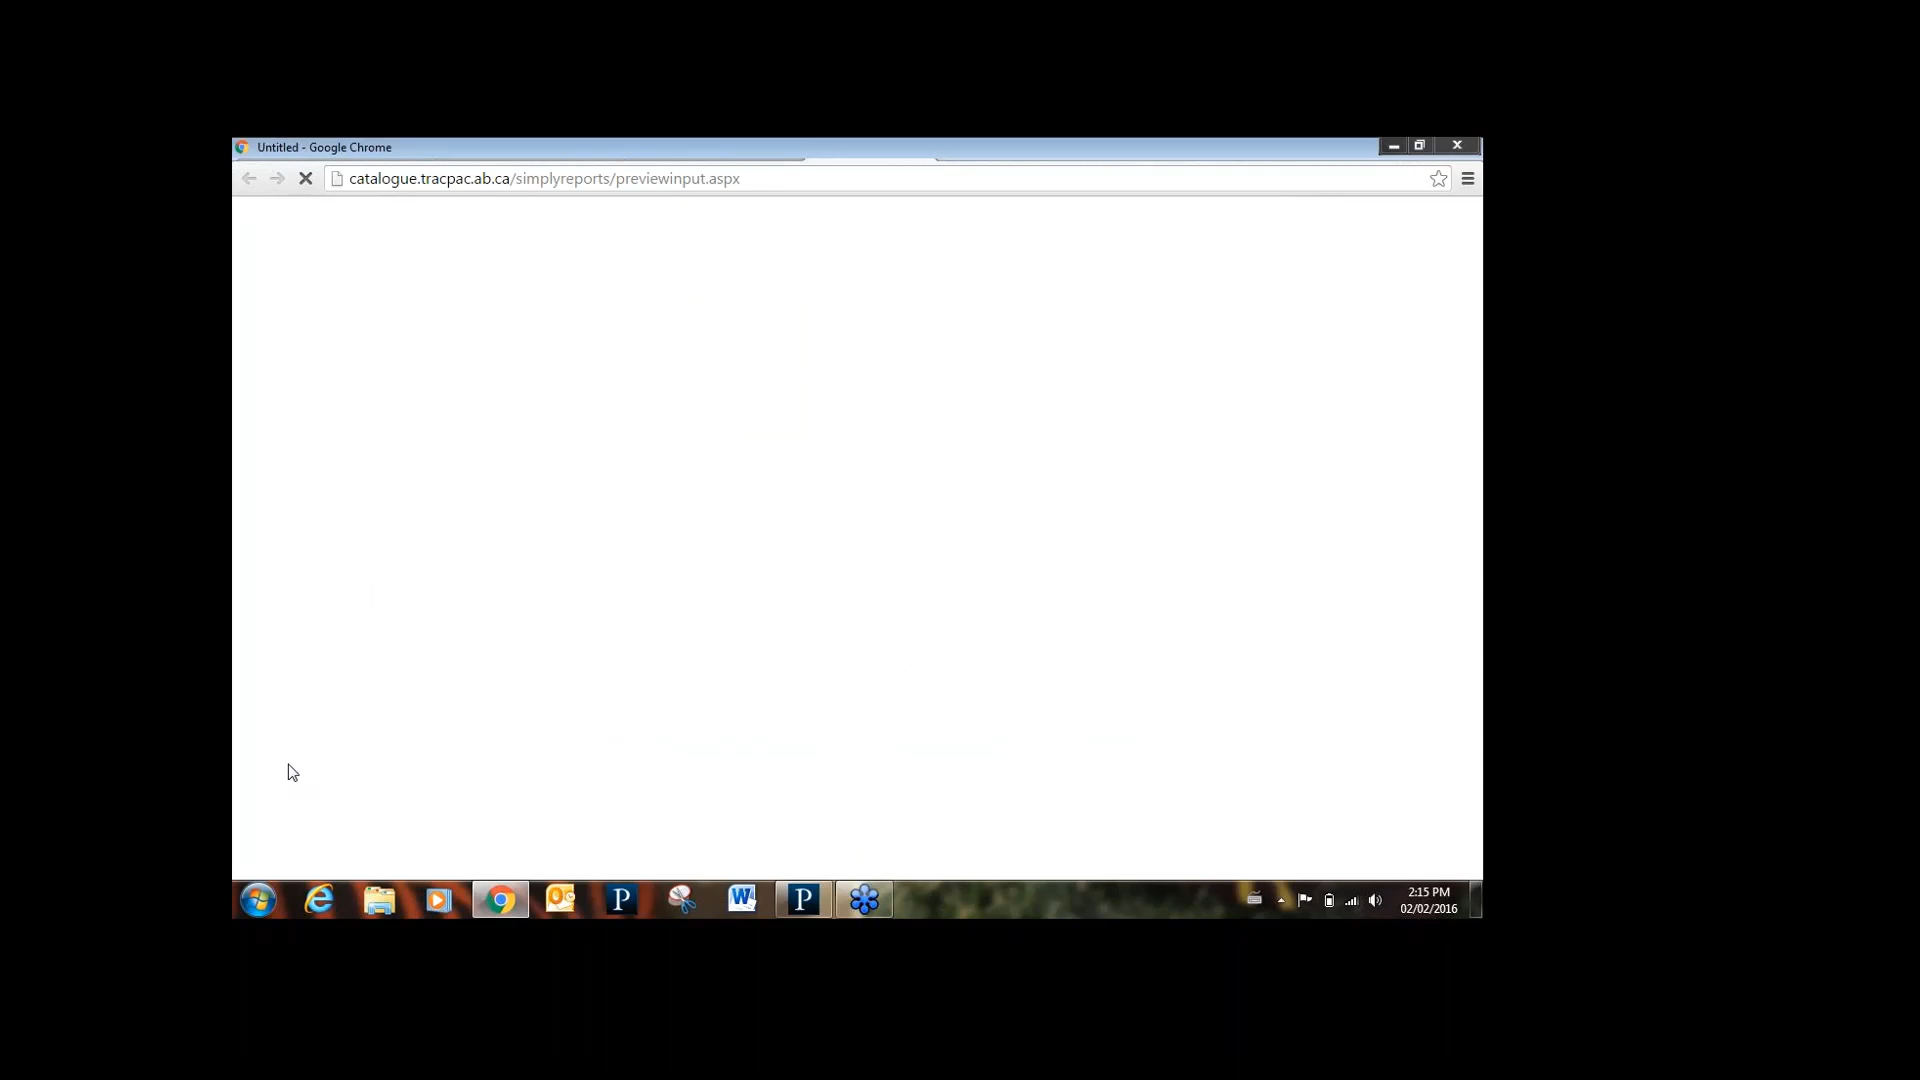 Untitled - Google Chrome
catalogue.tracpac.ab.ca/simplyreports/previewinput.aspx
P
W
P
2:15 PM
02/02/2016